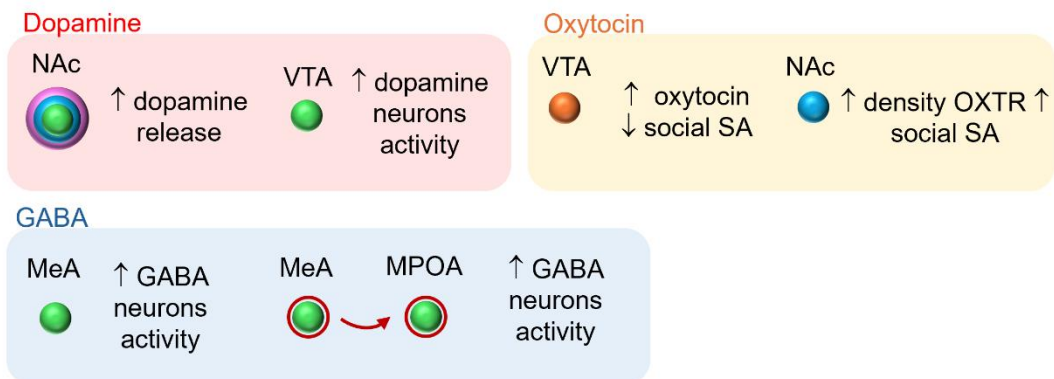 Dopamine
NAc
↑ dopamine
release
VTA
↑ dopamine
neurons
activity
Oxytocin
VTA
↑ oxytocin
↓ social SA
NAc
↑ density OXTR ↑
social SA
GABA
MeA
↑ GABA
neurons
activity
MeA
MPOA
↑ GABA
neurons
activity